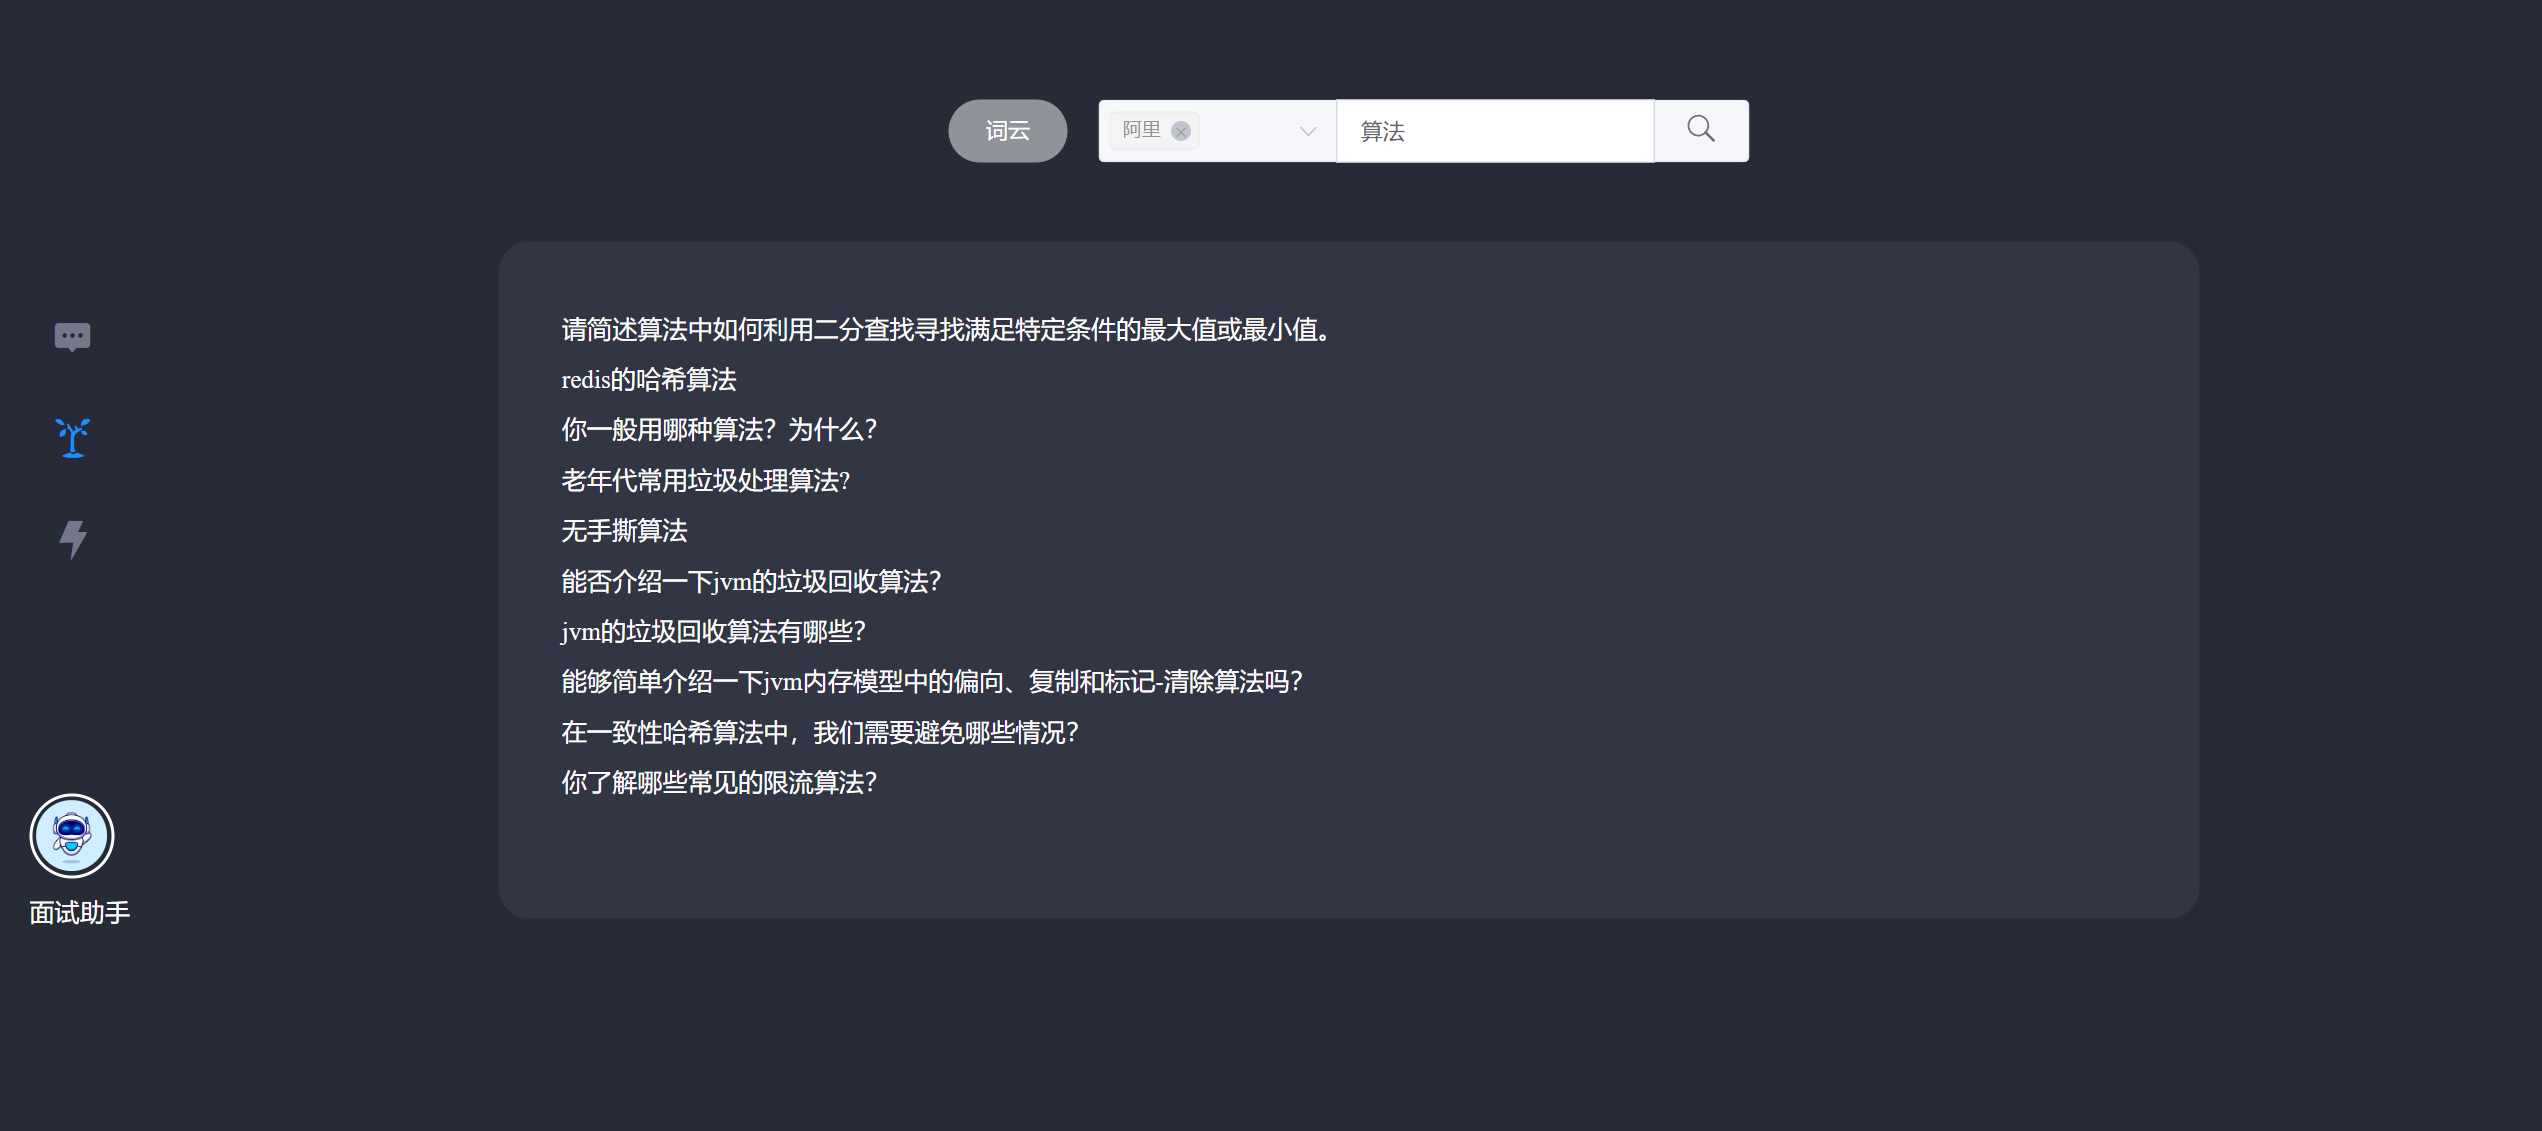 词云
阿里
算法
请简述算法中如何利用二分查找寻找满足特定条件的最大值或最小值。
redis的哈希算法
你一般用哪种算法？为什么？
老年代常用垃圾处理算法?
无手撕算法
能否介绍一下jvm的垃圾回收算法？
jvm的垃圾回收算法有哪些？
能够简单介绍一下jvm内存模型中的偏向、复制和标记-清除算法吗？
在一致性哈希算法中，我们需要避免哪些情况？
你了解哪些常见的限流算法？
面试助手